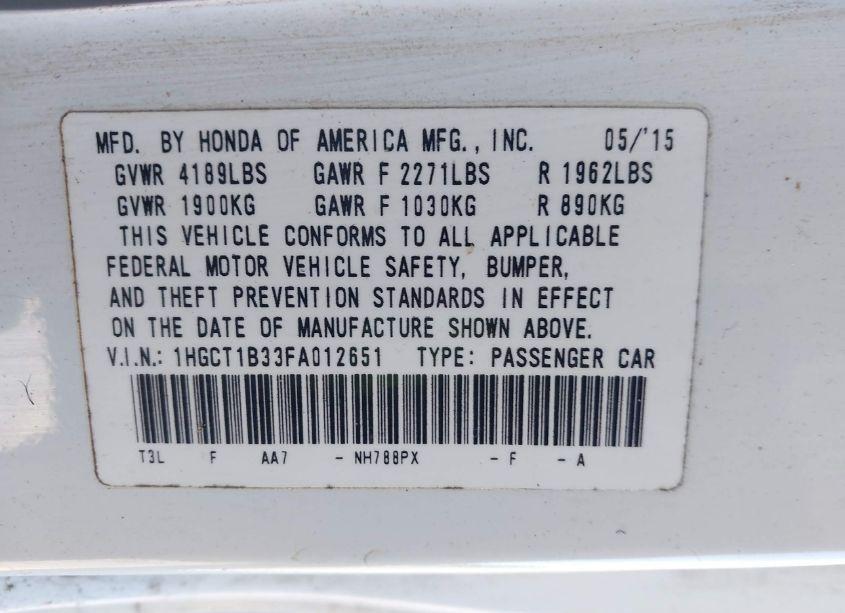 MFD. BY HONDA OF AMERICA MFG., INC. 05/'15
GVWR 4189LBS GAWR F 2271LBS R 1962LBS
GVWR 1900KG GAWR F 1030KG R 890KG
THIS VEHICLE CONFORMS TO ALL APPLICABLE
FEDERAL MOTOR VEHICLE SAFETY, BUMPER,
AND THEFT PREVENTION STANDARDS IN EFFECT
ON THE DATE OF MANUFACTURE SHOWN ABOVE.
V.I.N.: 1HGCT1B33FA012651 TYPE: PASSENGER CAR
T3L F AA7 - NH788PX - F - A